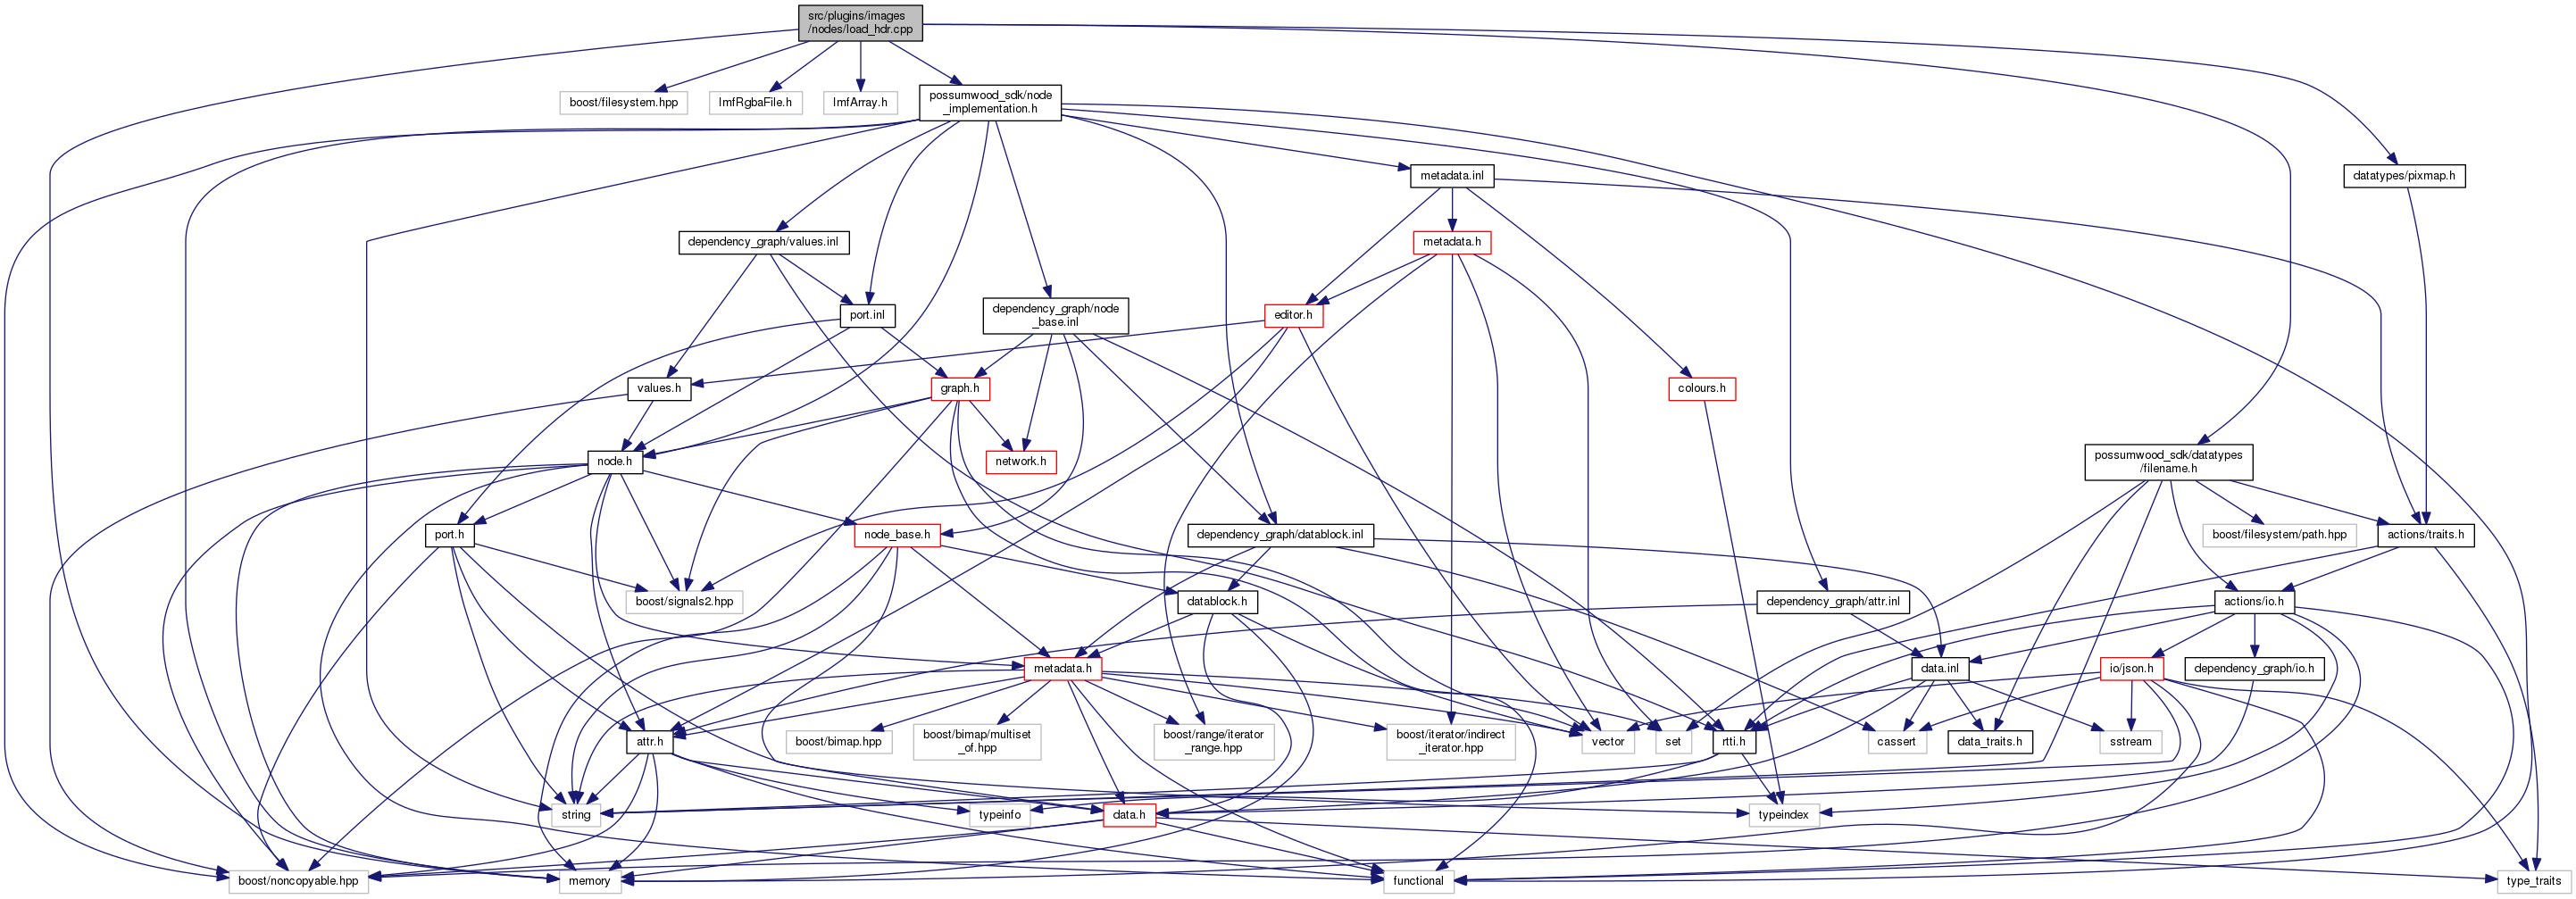 src/plugins/images
/nodes/load_hdr.cpp
boost/filesystem.hpp
ImfRgbaFile.h
ImfArray.h
possumwood_sdk/node
_implementation.h
metadata.inl
datatypes/pixmap.h
dependency_graph/values.inl
metadata.h
port.inl
dependency_graph/node
_base.inl
editor.h
values.h
graph.h
colours.h
node.h
network.h
possumwood_sdk/datatypes
/filename.h
port.h
node_base.h
dependency_graph/datablock.inl
boost/filesystem/path.hpp
actions/traits.h
boost/signals2.hpp
datablock.h
dependency_graph/attr.inl
actions/io.h
metadata.h
data.inl
io/json.h
dependency_graph/io.h
attr.h
boost/bimap.hpp
boost/bimap/multiset
_of.hpp
boost/range/iterator
_range.hpp
boost/iterator/indirect
_iterator.hpp
vector
set
rtti.h
cassert
data_traits.h
sstream
string
typeinfo
data.h
typeindex
boost/noncopyable.hpp
memory
functional
type_traits